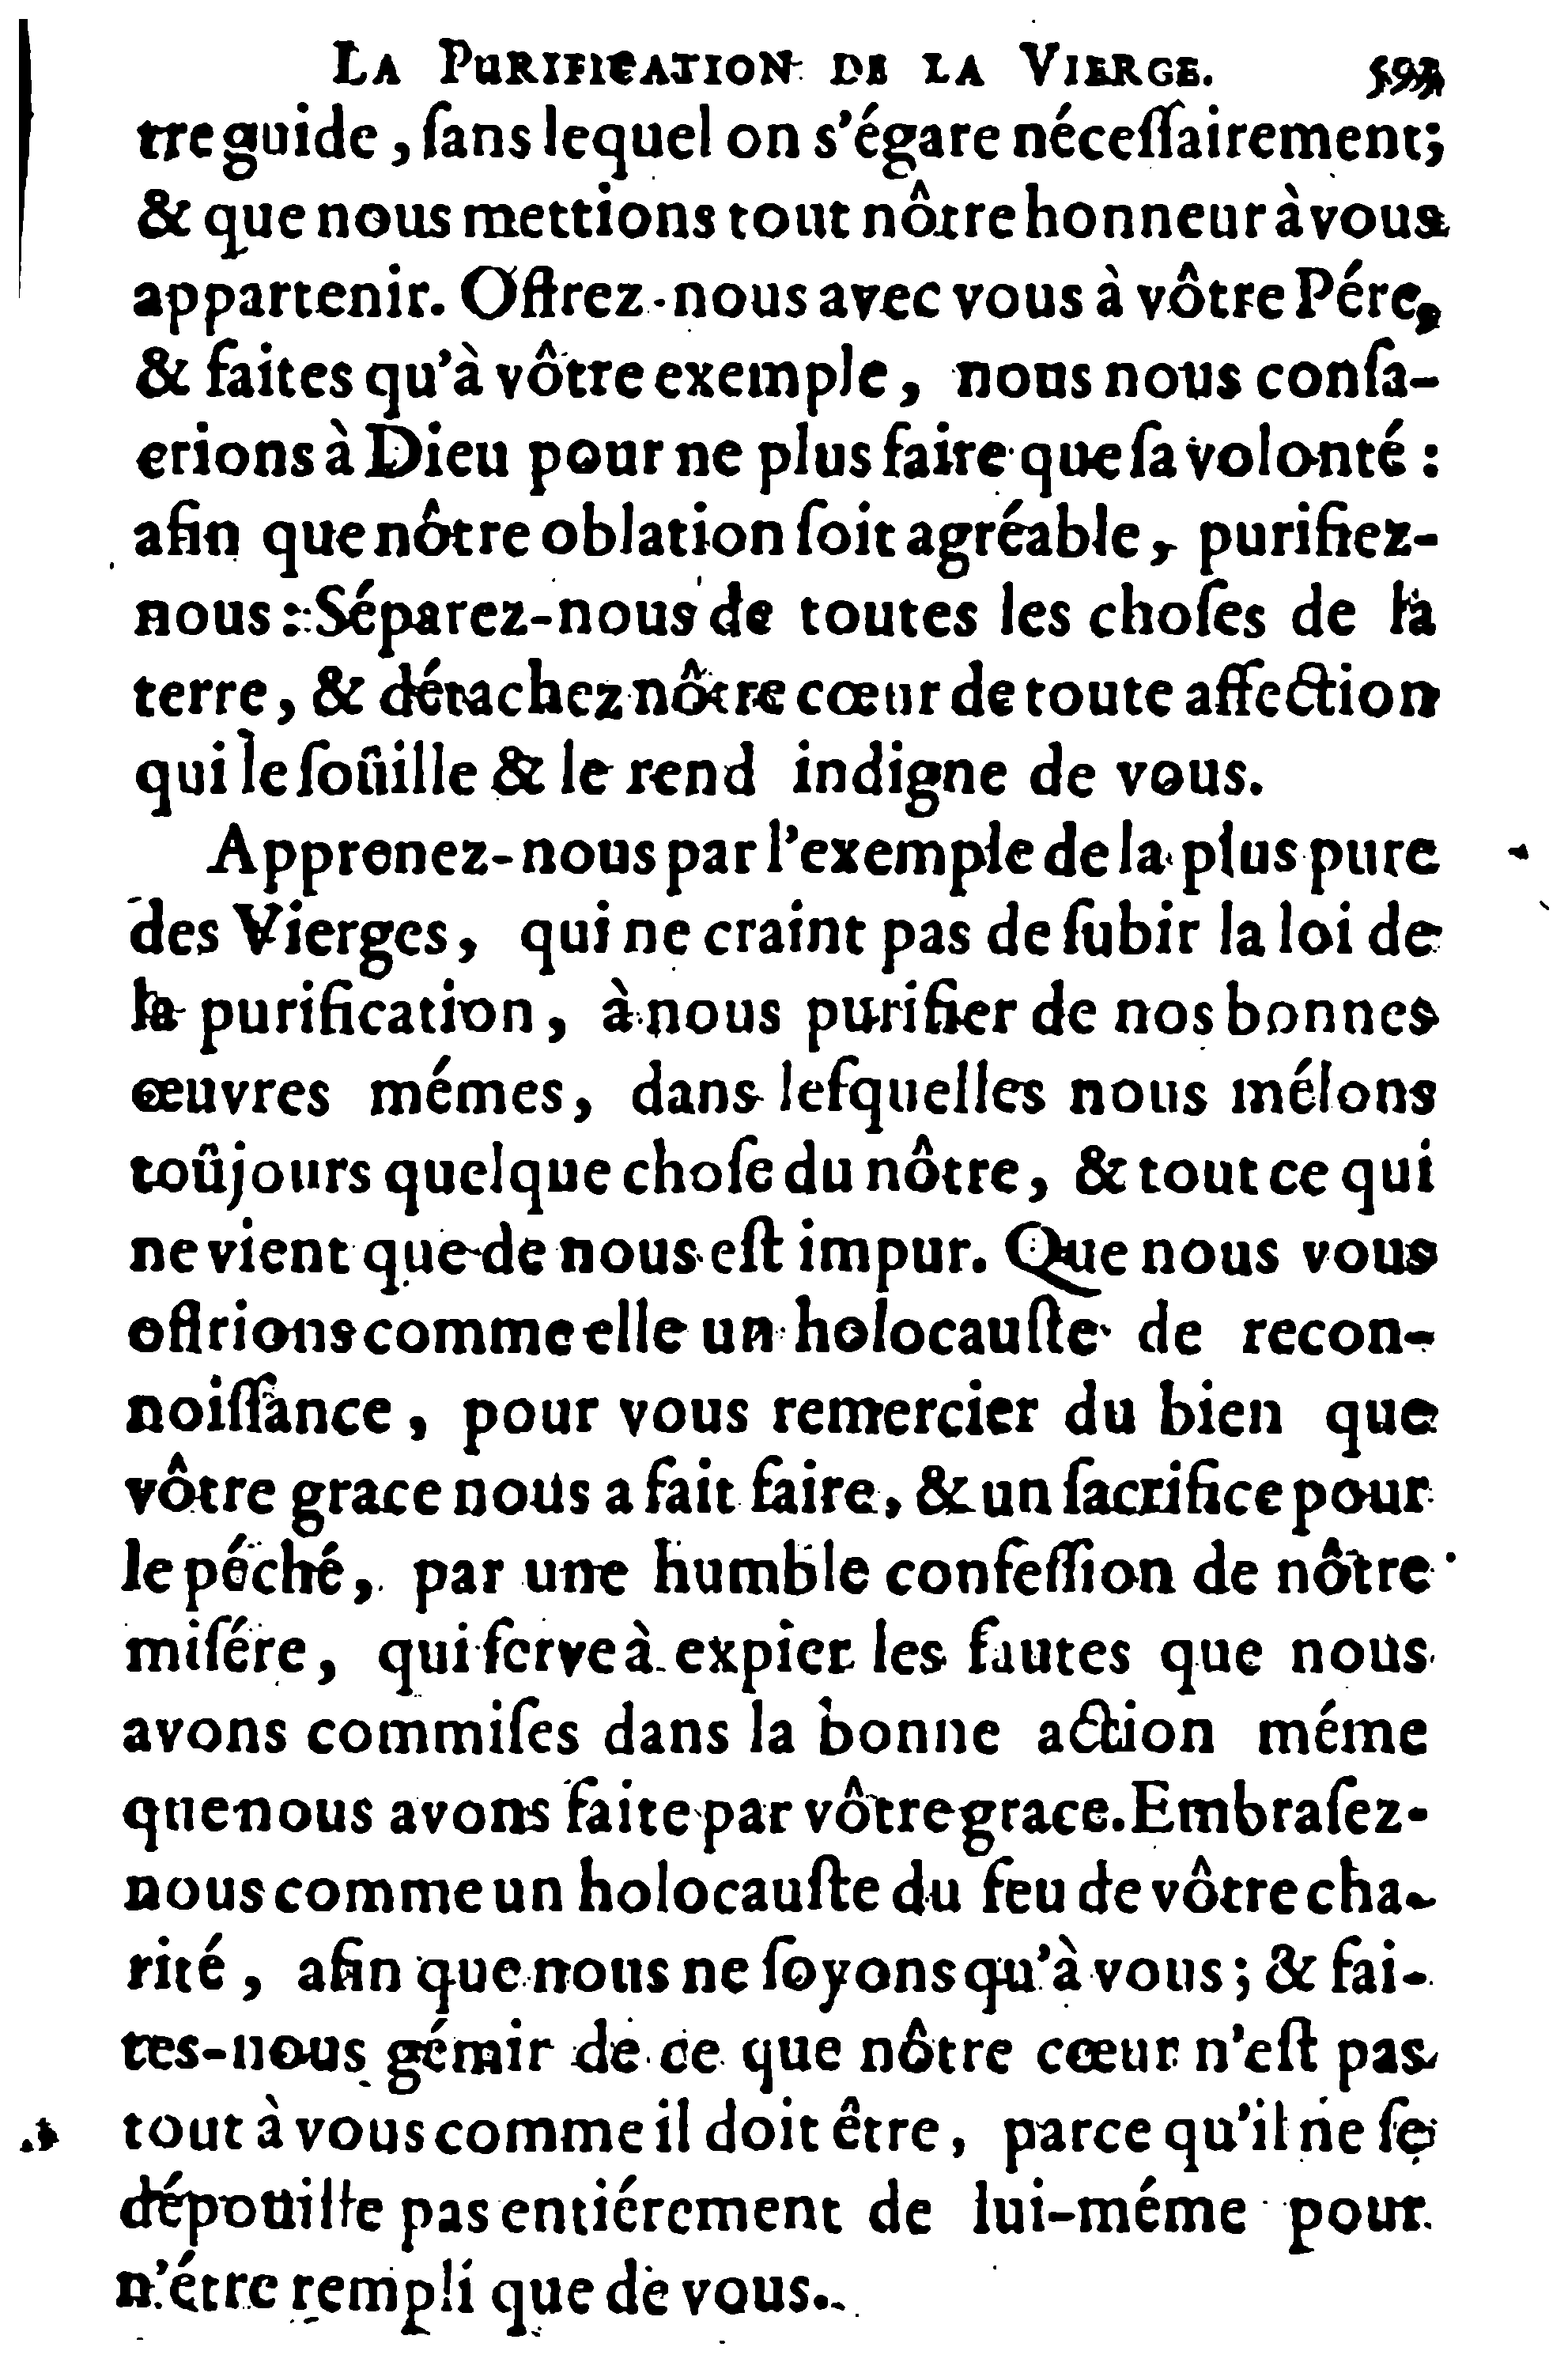 LA PURIFICATION DE LA VIERGE.
tre guide, ſans lequel on s'égare néceſſairement;
& que nous mettions tout nôtre honneur à vous
appartenir. Offrez-nous avec vous à vôtre Pére,
& faites qu'à vôtre exemple, nous nous conſa-
crions à Dieu pour ne plus faire que ſa volonté :
afin que nôtre oblation ſoit agréable, purifiez-
nous : Séparez-nous de toutes les choſes de la
terre, & détachez nôtre cœur de toute affection
qui le ſoüille & le rend indigne de vous.
Apprenez-nous par l'exemple de la plus pure
des Vierges, qui ne craint pas de ſubir la loi de
la purification, à nous purifier de nos bonnes
œuvres mémes, dans leſquelles nous mélons
toûjours quelque choſe du nôtre, & tout ce qui
ne vient que de nous eſt impur. Que nous vous
offrions comme elle un holocauſte de recon-
noiſſance, pour vous remercier du bien que
vôtre grace nous a fait faire, & un ſacrifice pour
le péché, par une humble confeſſion de nôtre
miſére, qui ſerve à expier les fautes que nous
avons commiſes dans la bonne action méme
que nous avons faite par vôtre grace. Embraſez-
nous comme un holocauſte du feu de vôtre cha-
rité, afin que nous ne ſoyons qu'à vous; & fai-
tes-nous gémir de ce que nôtre cœur n'eſt pas
tout à vous comme il doit être, parce qu'il ne ſe
dépouille pas entiérement de lui-méme pour
n'étre rempli que de vous.